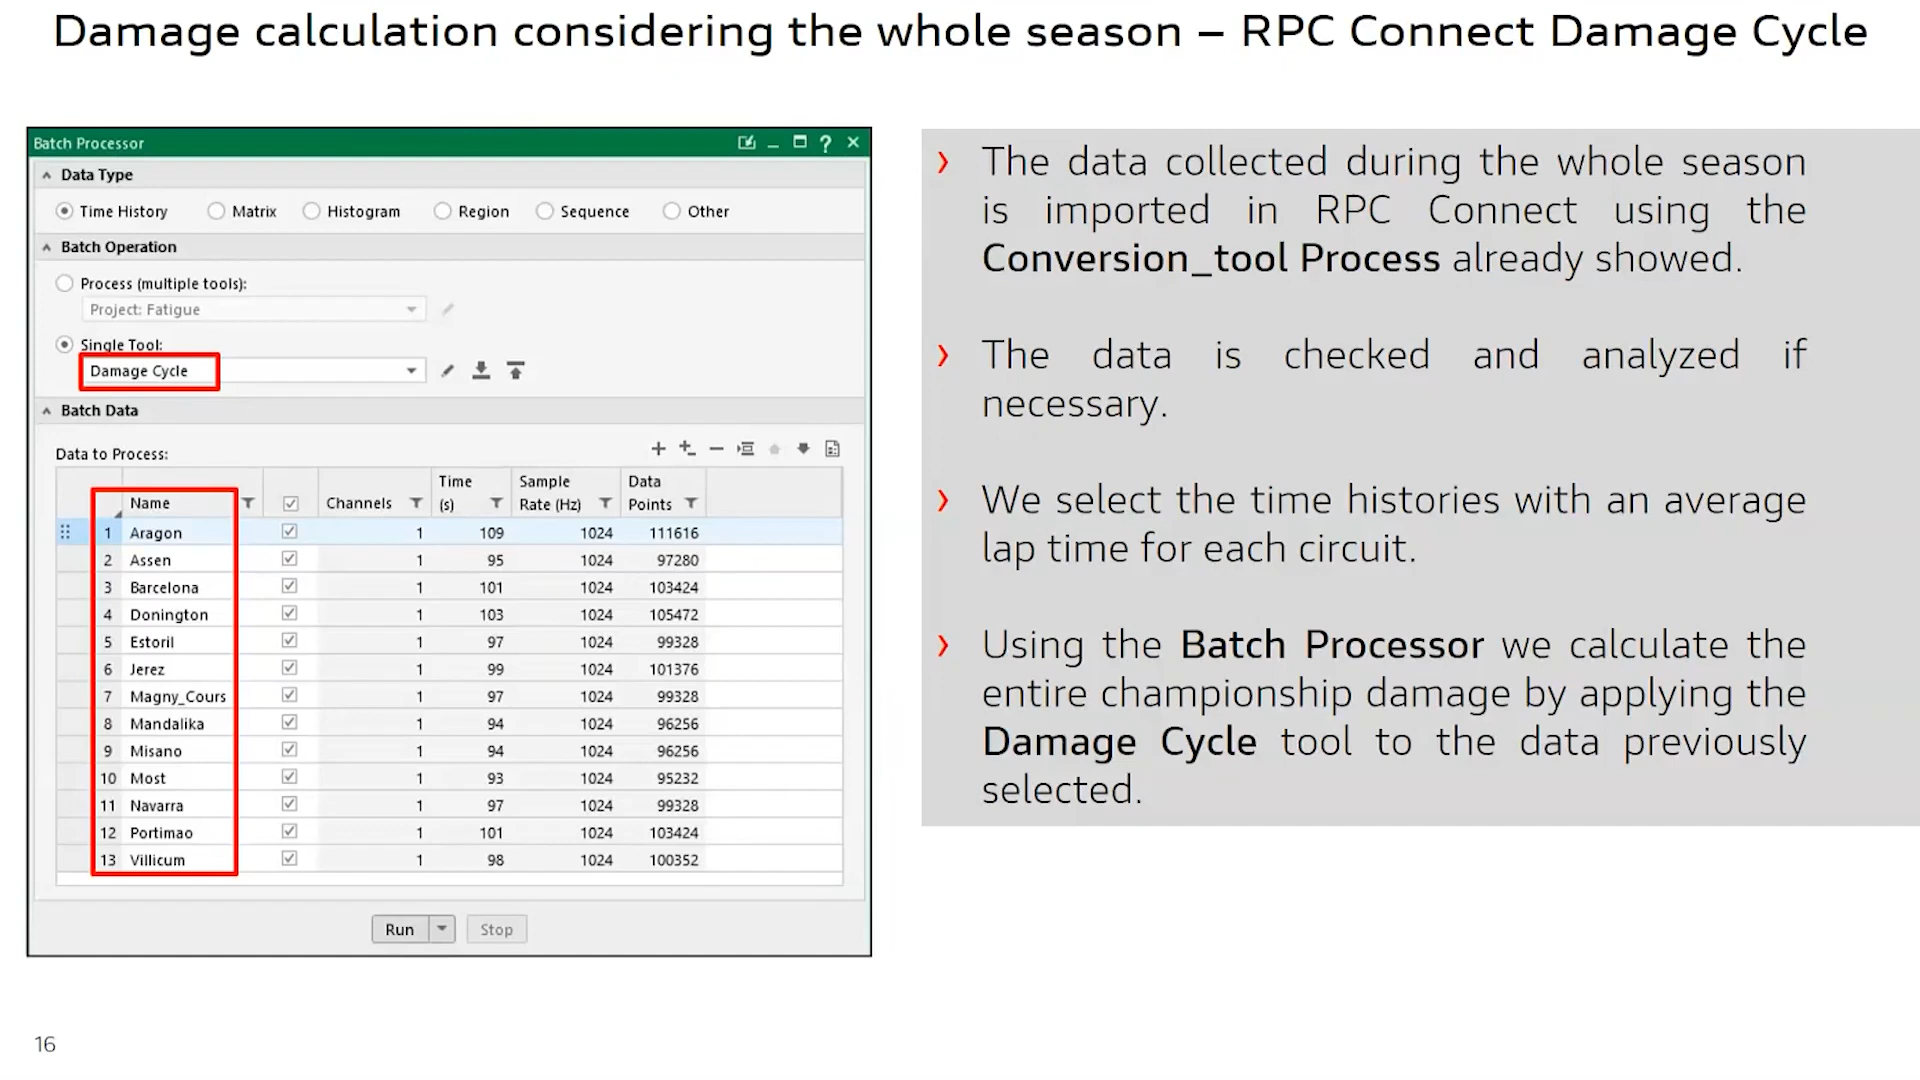 Damage calculation considering the whole season – RPC Connect Damage Cycle
Batch Processor
Data Type
Time History Matrix Histogram Region Sequence Other
Batch Operation
Process (multiple tools):
Project: Fatigue
Single Tool:
Damage Cycle
Batch Data
Data to Process:
Name Channels Time (s) Sample Rate (Hz) Data Points
1 Aragon 1 109 1024 111616
2 Assen 1 95 1024 97280
3 Barcelona 1 101 1024 103424
4 Donington 1 103 1024 105472
5 Estoril 1 97 1024 99328
6 Jerez 1 99 1024 101376
7 Magny_Cours 1 97 1024 99328
8 Mandalika 1 94 1024 96256
9 Misano 1 94 1024 96256
10 Most 1 93 1024 95232
11 Navarra 1 97 1024 99328
12 Portimao 1 101 1024 103424
13 Villicum 1 98 1024 100352
Run Stop
› The data collected during the whole season
is imported in RPC Connect using the
Conversion_tool Process already showed.
› The data is checked and analyzed if
necessary.
› We select the time histories with an average
lap time for each circuit.
› Using the Batch Processor we calculate the
entire championship damage by applying the
Damage Cycle tool to the data previously
selected.
16